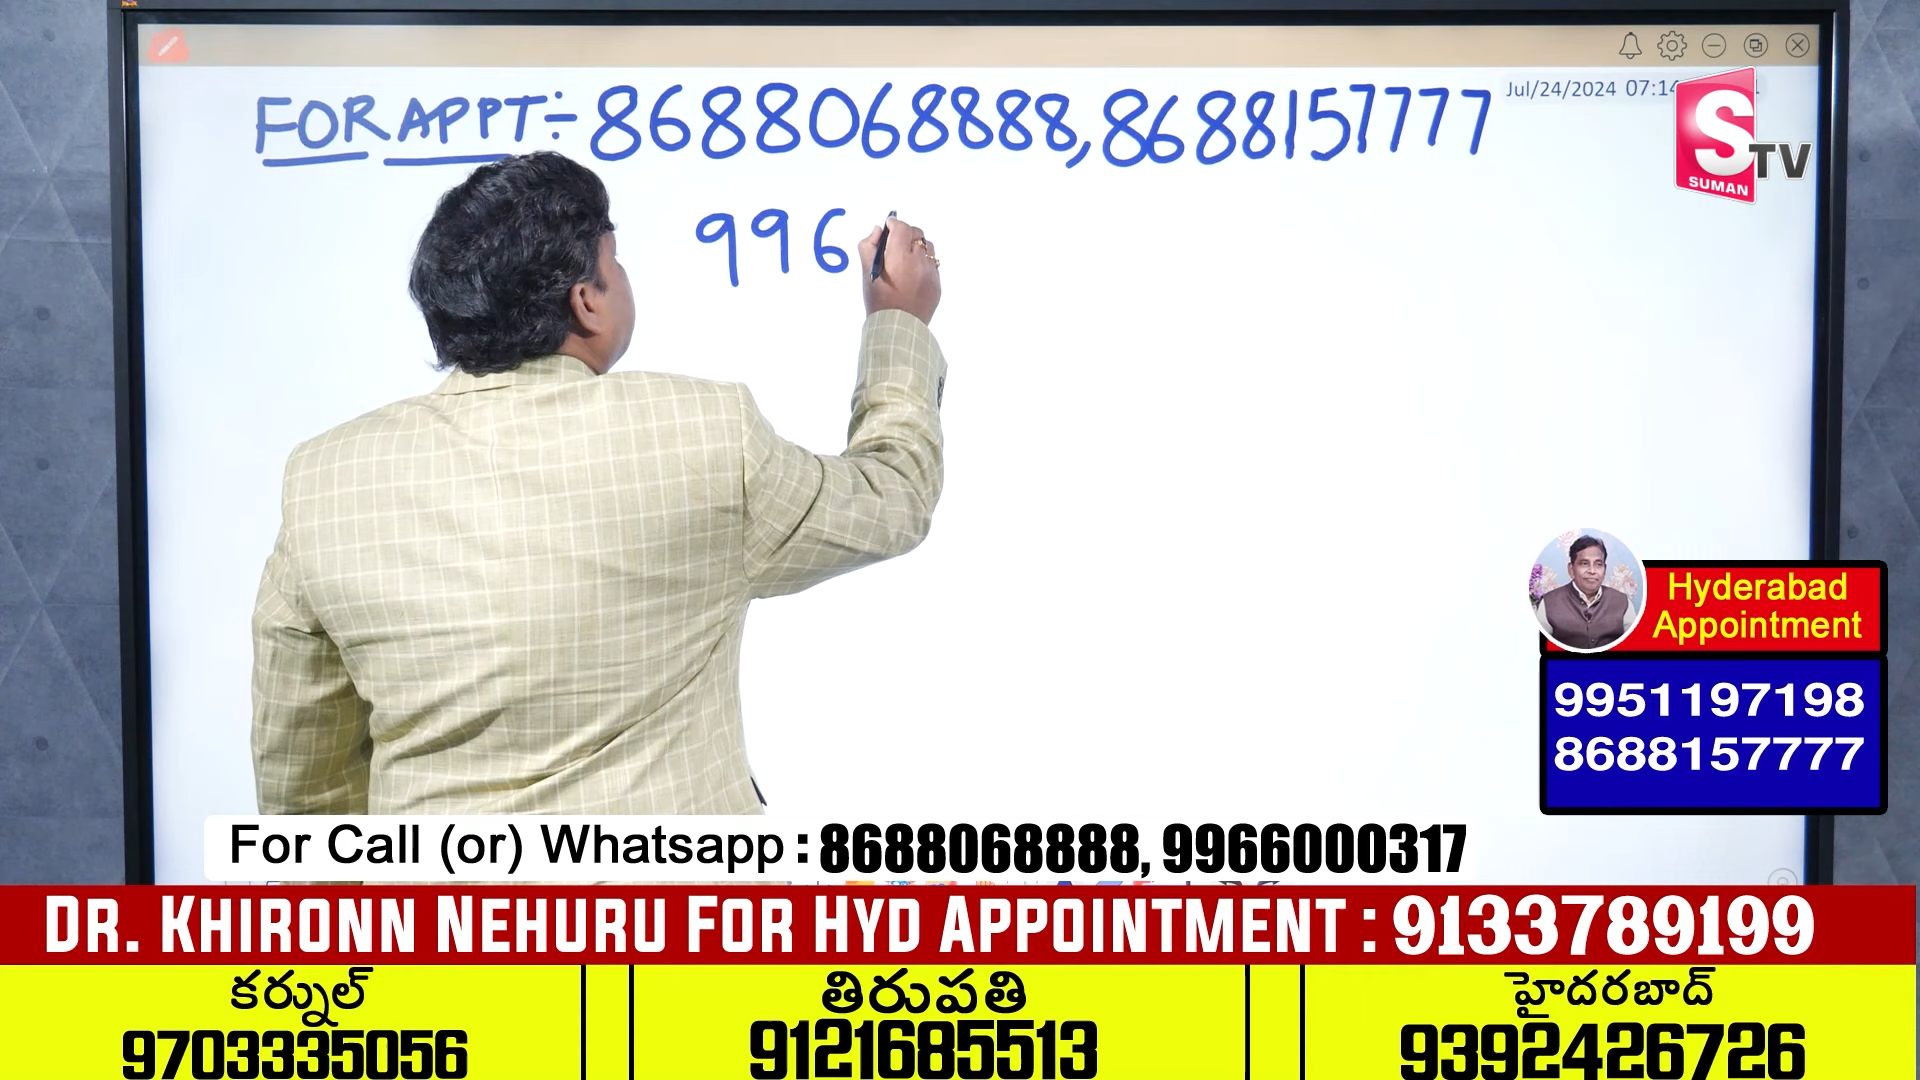 FOR APPT:- 8688068888, 8688157777
Jul/24/2024 07:14
S TV
SUMAN
996
Hyderabad
Appointment
9951197198
8688157777
For Call (or) Whatsapp : 8688068888, 9966000317
DR. KHIRONN NEHURU FOR HYD APPOINTMENT : 9133789199
కర్నుల్ తిరుపతి హైదరబాద్
9703335056 9121685513 9392426726